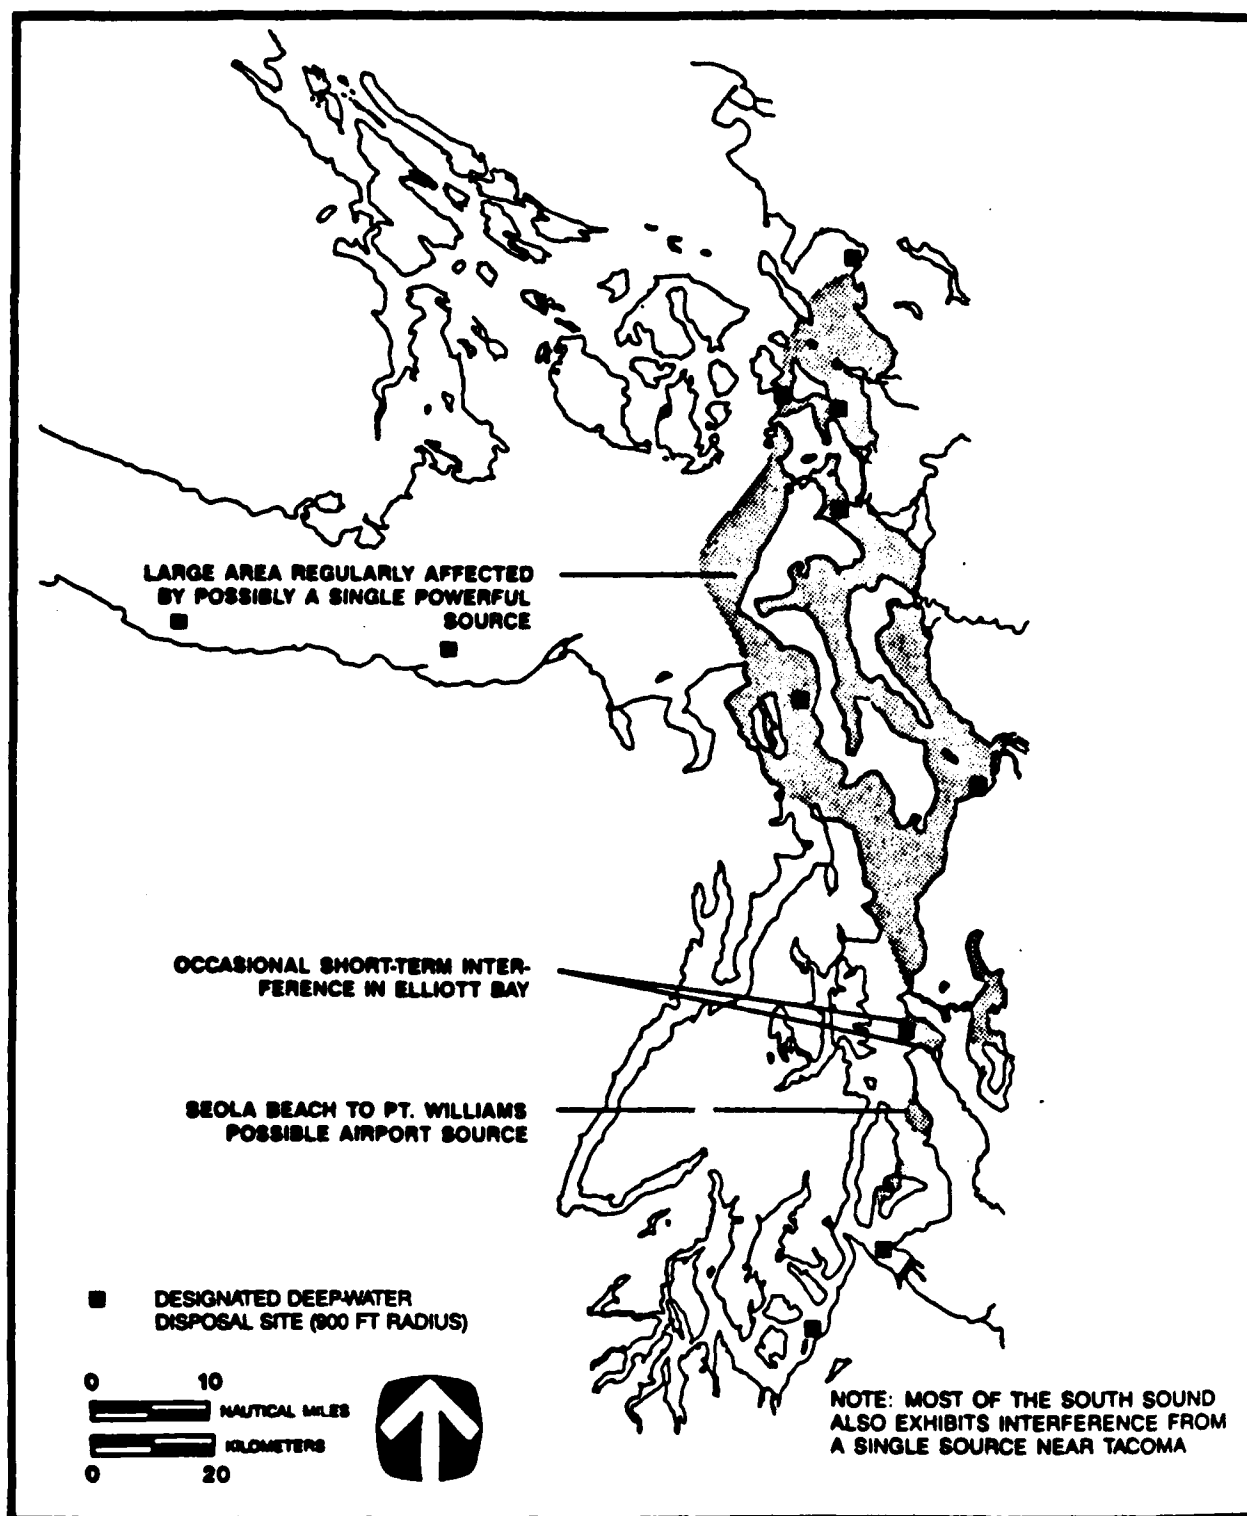 LARGE AREA REGULARLY AFFECTED
BY POSSIBLY A SINGLE POWERFUL
SOURCE
OCCASIONAL SHORT-TERM INTER-
FERENCE IN ELLIOTT BAY
SEOLA BEACH TO PT. WILLIAMS
POSSIBLE AIRPORT SOURCE
DESIGNATED DEEP-WATER
DISPOSAL SITE (900 FT RADIUS)
0 10
NAUTICAL MILES
KILOMETERS
0 20
NOTE: MOST OF THE SOUTH SOUND
ALSO EXHIBITS INTERFERENCE FROM
A SINGLE SOURCE NEAR TACOMA